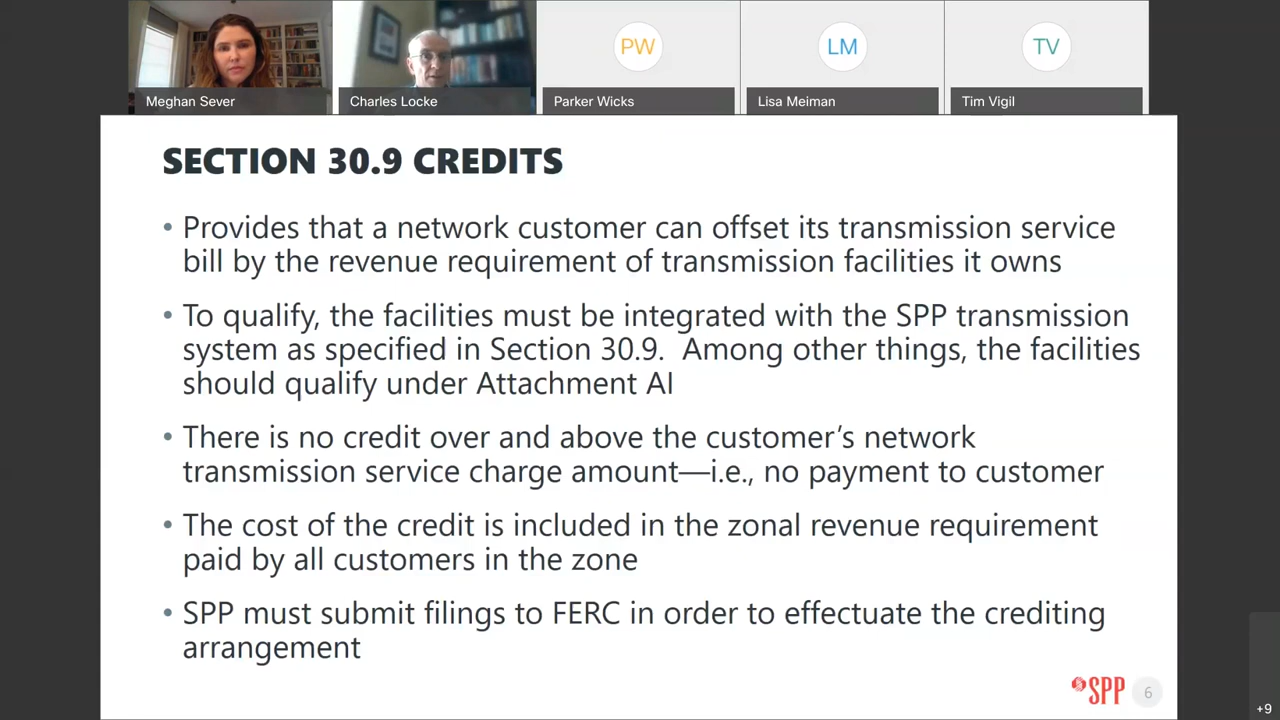 PW
LM
TV
Meghan Sever
Charles Locke
Parker Wicks
Lisa Meiman
Tim Vigil
SECTION 30.9 CREDITS
• Provides that a network customer can offset its transmission service
bill by the revenue requirement of transmission facilities it owns
• To qualify, the facilities must be integrated with the SPP transmission
system as specified in Section 30.9. Among other things, the facilities
should qualify under Attachment AI
• There is no credit over and above the customer’s network
transmission service charge amount—i.e., no payment to customer
• The cost of the credit is included in the zonal revenue requirement
paid by all customers in the zone
• SPP must submit filings to FERC in order to effectuate the crediting
arrangement
SPP
6
+9